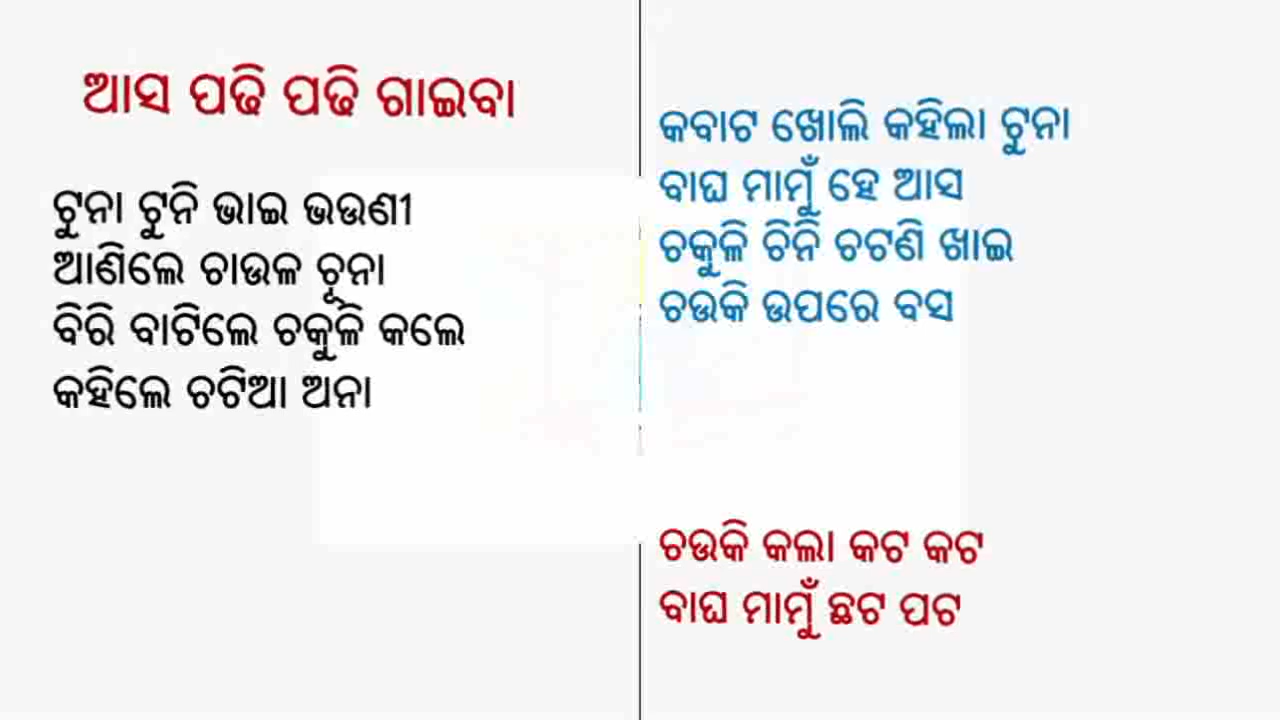 ଆସ ପଢି ପଢି ଗାଇବା
ଟୁନା ଟୁନି ଭାଇ ଭଉଣୀ
ଆଣିଲେ ଚାଉଳ ଚୂନା
ବିରି ବାଟିଲେ ଚକୁଳି କଲେ
କହିଲେ ଚଟିଆ ଅନା
କବାଟ ଖୋଲି କହିଲା ଟୁନା
ବାଘ ମାମୁଁ ହେ ଆସ
ଚକୁଳି ଚିନି ଚଟଣି ଖାଇ
ଚଉକି ଉପରେ ବସ
ଚଉକି କଲା କଟ କଟ
ବାଘ ମାମୁଁ ଛଟ ପଟ